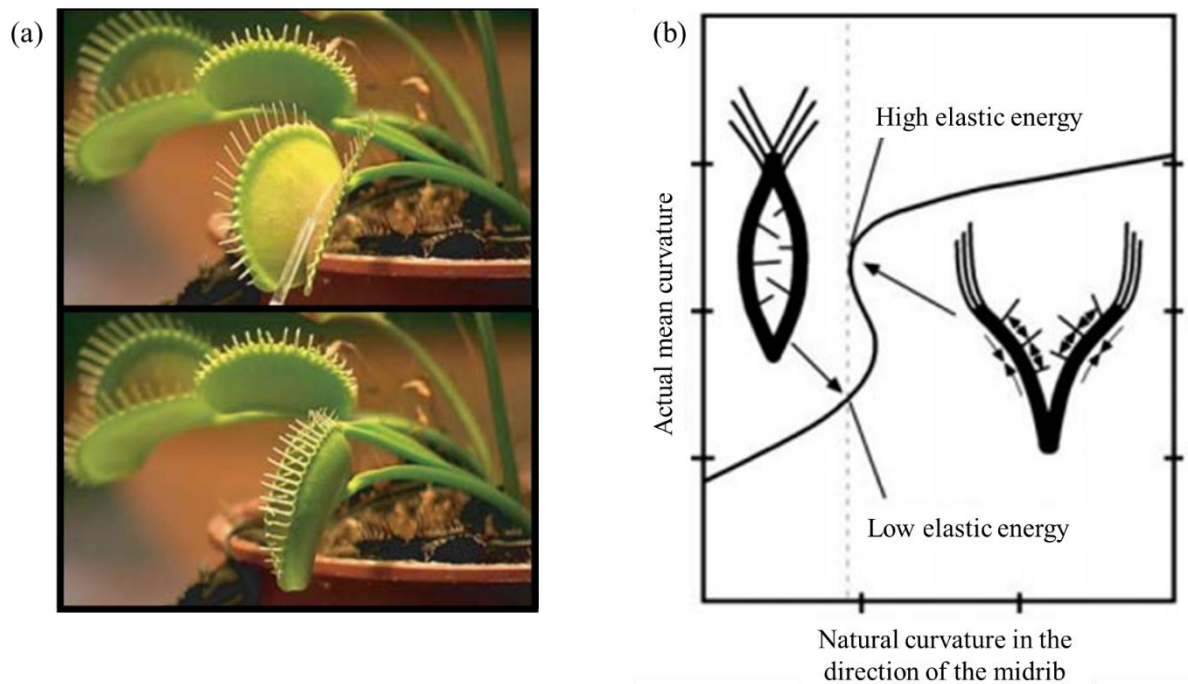 (a)
(b)
High elastic energy
Actual mean curvature
Low elastic energy
Natural curvature in the
direction of the midrib